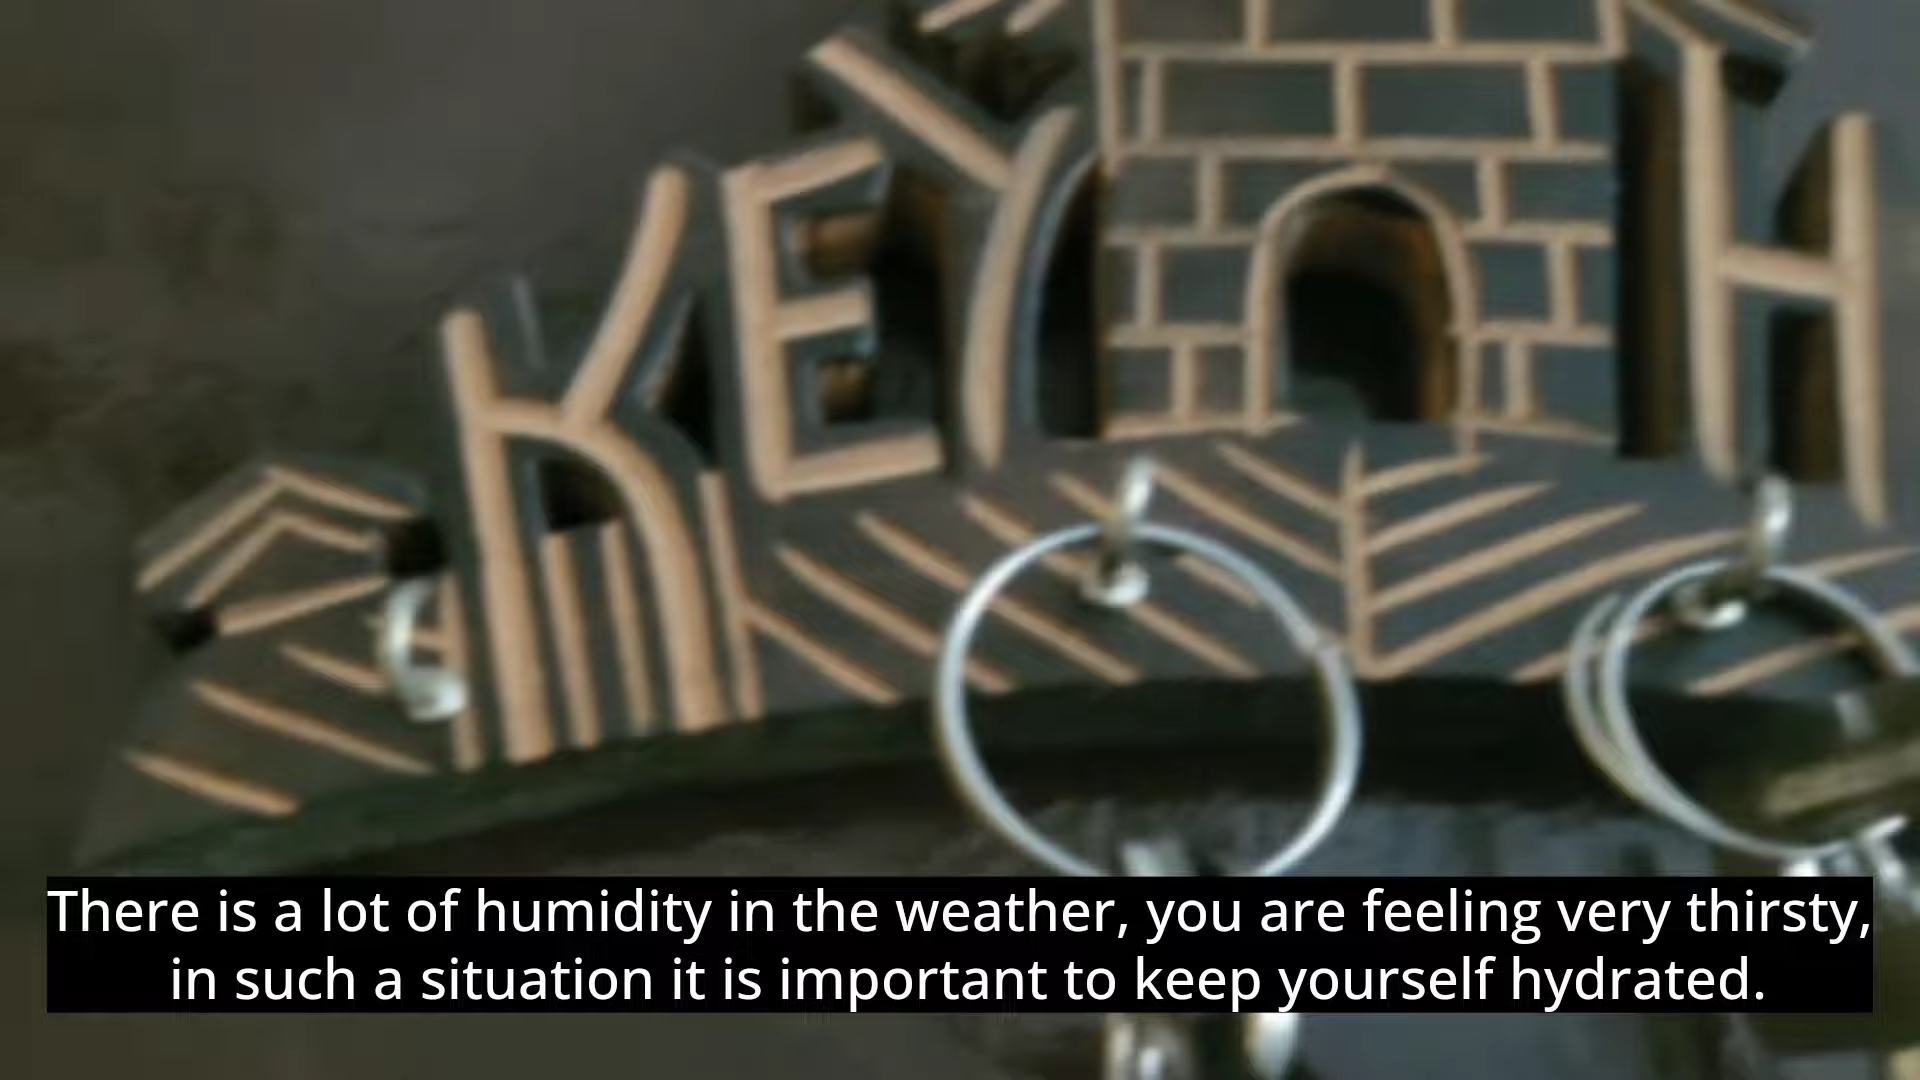 KEY H
There is a lot of humidity in the weather, you are feeling very thirsty,
in such a situation it is important to keep yourself hydrated.